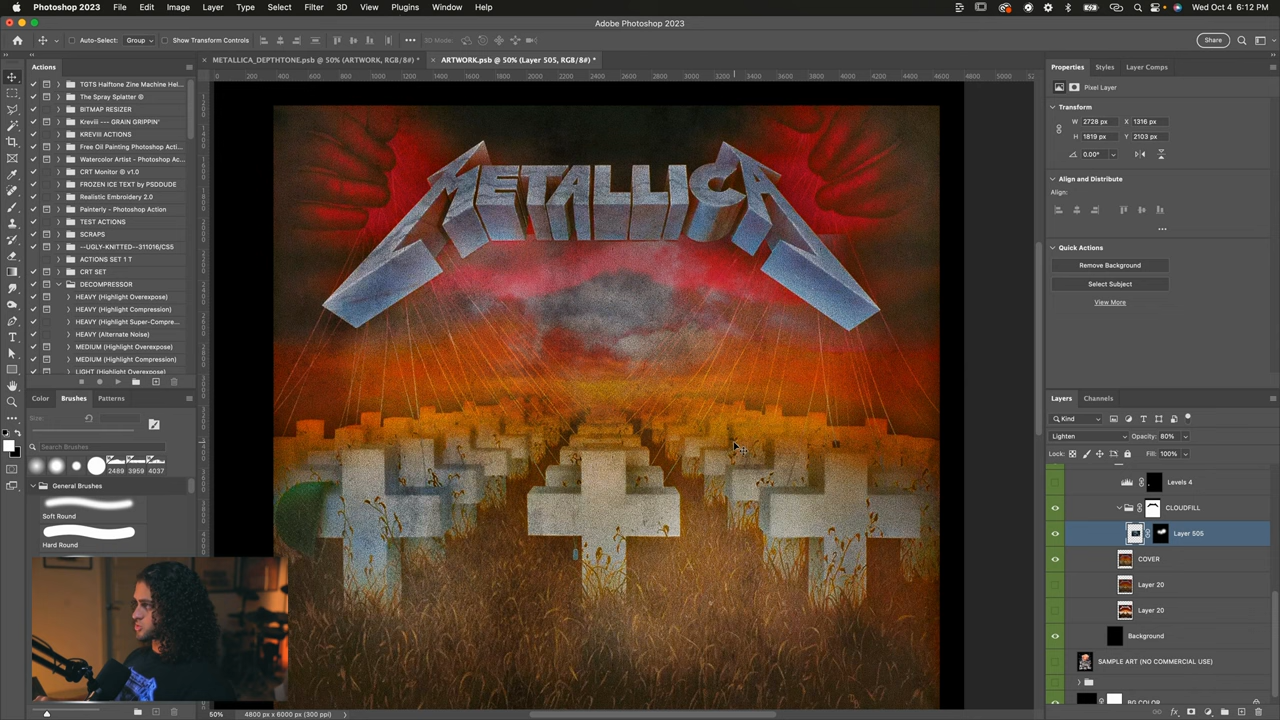 Photoshop 2023 File Edit Image Layer Type Select Filter 3D View Plugins Window Help Wed Oct 4 6:12 PM
Adobe Photoshop 2023
Auto-Select: Group Show Transform Controls 3D Mode: Share
Actions
METALLICA_DEPTHTONE.psb @ 50% (ARTWORK, RGB/8#) *
ARTWORK.psb @ 50% (Layer 505, RGB/8#) *
Properties Styles Layer Comps
Pixel Layer
Transform
W 2728 px X 1316 px
H 1819 px Y 2103 px
0.00°
Align and Distribute
Align:
Quick Actions
Remove Background
Select Subject
View More
TGTS Halftone Zine Machine Hel...
The Spray Splatter ©
BITMAP RESIZER
Kreviii --- GRAIN GRIPPIN'
KREVIII ACTIONS
Free Oil Painting Photoshop Acti...
Watercolor Artist - Photoshop Ac...
CRT Monitor © v1.0
FROZEN ICE TEXT by PSDDUDE
Realistic Embroidery 2.0
Painterly - Photoshop Action
TEST ACTIONS
SCRAPS
--UGLY-KNITTED--311016/CS5
ACTIONS SET 1 T
CRT SET
DECOMPRESSOR
HEAVY (Highlight Overexpose)
HEAVY (Highlight Compression)
HEAVY (Highlight Super-Compre...
HEAVY (Alternate Noise)
MEDIUM (Highlight Overexpose)
MEDIUM (Highlight Compression)
LIGHT (Highlight Overexpose)
METALLICA
Color Brushes Patterns
Size:
Search Brushes
2489 3959 4037
General Brushes
Soft Round
Hard Round
Layers Channels
Kind
Lighten Opacity: 80%
Lock: Fill: 100%
Levels 4
CLOUDFILL
Layer 505
COVER
Layer 20
Layer 20
Background
SAMPLE ART (NO COMMERCIAL USE)
BG COLOR
50% 4800 px x 6000 px (300 ppi)